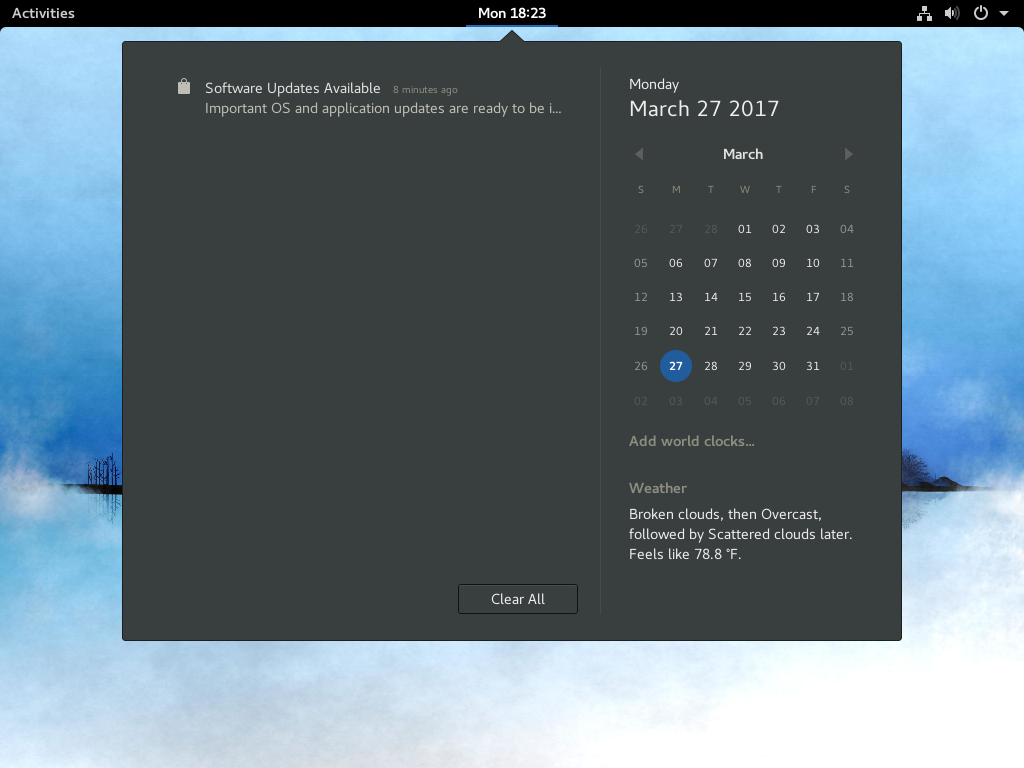 Activities
Mon 18:23
Software Updates Available 8 minutes ago
Important OS and application updates are ready to be i...
Clear All
Monday
March 27 2017
March
S M T W T F S
26 27 28 01 02 03 04
05 06 07 08 09 10 11
12 13 14 15 16 17 18
19 20 21 22 23 24 25
26 27 28 29 30 31 01
02 03 04 05 06 07 08
Add world clocks...
Weather
Broken clouds, then Overcast,
followed by Scattered clouds later.
Feels like 78.8 °F.